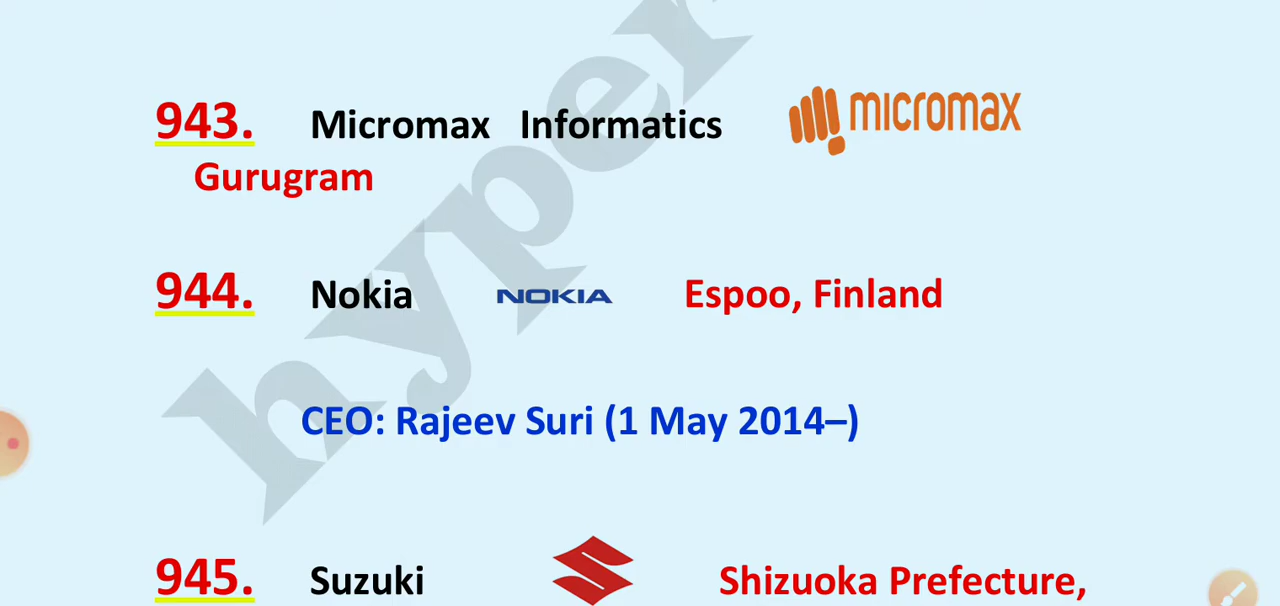 hyper
943. Micromax Informatics micromax
Gurugram
944. Nokia NOKIA Espoo, Finland
CEO: Rajeev Suri (1 May 2014–)
945. Suzuki Shizuoka Prefecture,